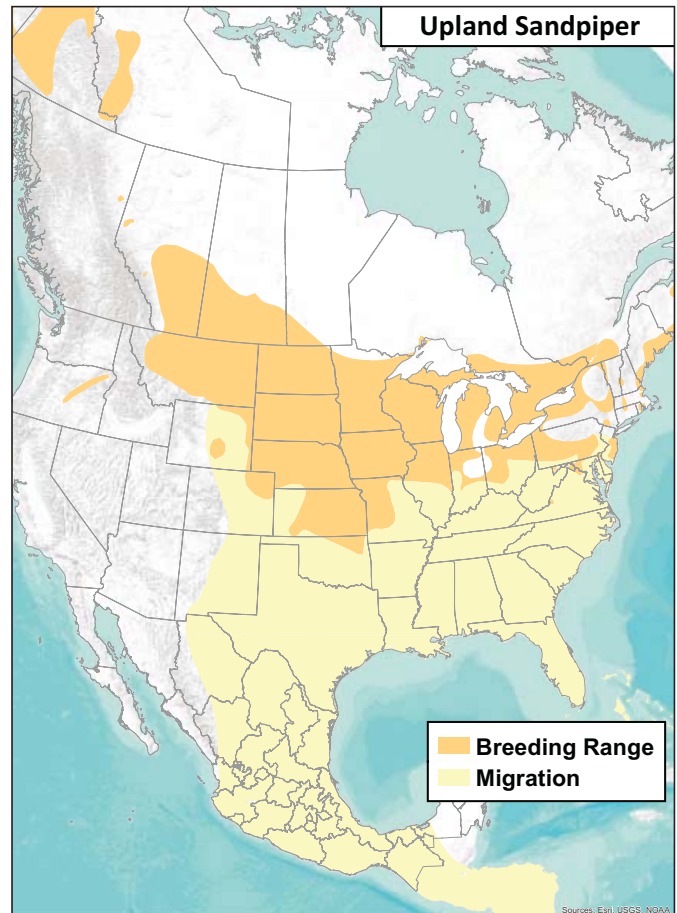 Upland Sandpiper
Breeding Range
Migration
Sources: Esri, USGS, NOAA